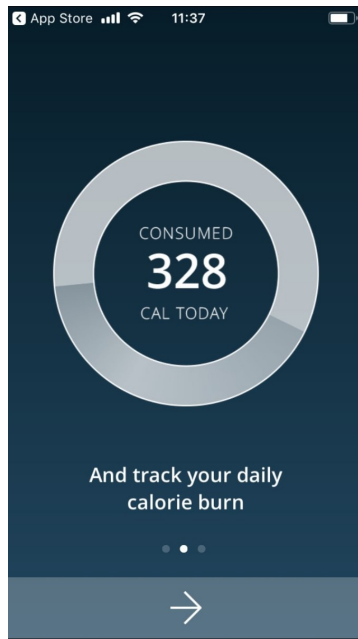 App Store 11:37
CONSUMED
328
CAL TODAY
And track your daily
calorie burn